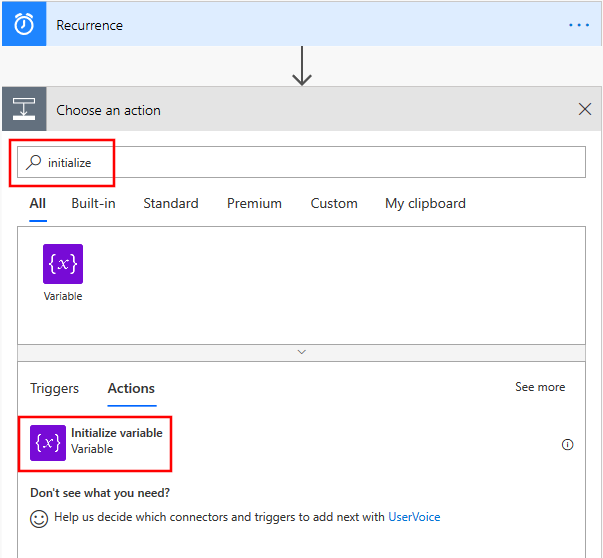 Recurrence
Choose an action
initialize
All Built-in Standard Premium Custom My clipboard
{x}
Variable
Triggers Actions See more
{x} Initialize variable
Variable
Don't see what you need?
Help us decide which connectors and triggers to add next with UserVoice